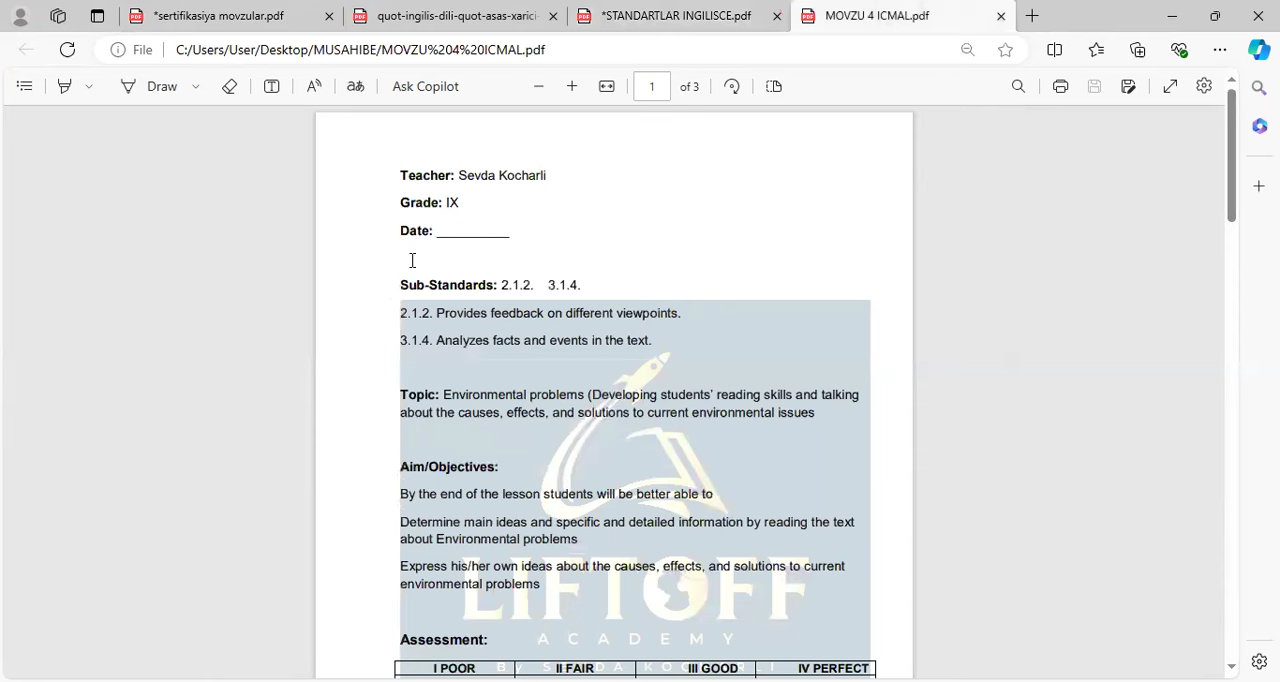 *sertifikasiya movzular.pdf
quot-ingilis-dili-quot-asas-xarici-
*STANDARTLAR INGILISCE.pdf
MOVZU 4 ICMAL.pdf
File C:/Users/User/Desktop/MUSAHIBE/MOVZU%204%20ICMAL.pdf
Draw aあ Ask Copilot 1 of 3
Teacher: Sevda Kocharli
Grade: IX
Date: __________
Sub-Standards: 2.1.2. 3.1.4.
2.1.2. Provides feedback on different viewpoints.
3.1.4. Analyzes facts and events in the text.
Topic: Environmental problems (Developing students' reading skills and talking
about the causes, effects, and solutions to current environmental issues
Aim/Objectives:
By the end of the lesson students will be better able to
Determine main ideas and specific and detailed information by reading the text
about Environmental problems
Express his/her own ideas about the causes, effects, and solutions to current
environmental problems
LIFTOFF
ACADEMY
Assessment:
I POOR II FAIR III GOOD IV PERFECT